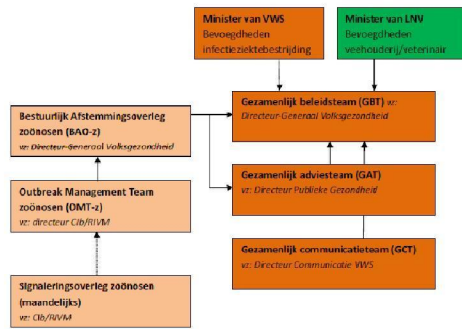 Minister van VWS
Bevoegdheden
infectieziektebestrijding
Minister van LNV
Bevoegdheden
veehouderij/veterinair
Bestuurlijk Afstemmingsoverleg
zoönosen (BAO-z)
vz: Directeur-Generaal Volksgezondheid
Gezamenlijk beleidsteam (GBT) vz:
Directeur-Generaal Volksgezondheid
Outbreak Management Team
zoönosen (OMT-z)
vz: directeur CIb/RIVM
Gezamenlijk adviesteam (GAT)
vz: Directeur Publieke Gezondheid
Gezamenlijk communicatieteam (GCT)
vz: Directeur Communicatie VWS
Signaleringsoverleg zoönosen
(maandelijks)
vz: CIb/RIVM